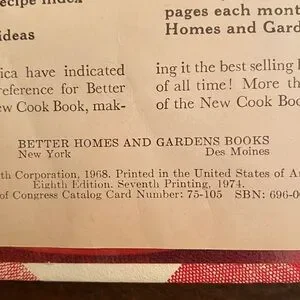 ecipe Index
pages each mont
Homes and Gard
ideas
ica have indicated
reference for Better
ew Cook Book, mak-
ing it the best selling
of all time! More th
of the New Cook Boo
BETTER HOMES AND GARDENS BOOKS
New York Des Moines
th Corporation, 1968. Printed in the United States of Am
Eighth Edition. Seventh Printing, 1974.
of Congress Catalog Card Number: 75-105 SBN: 696-00